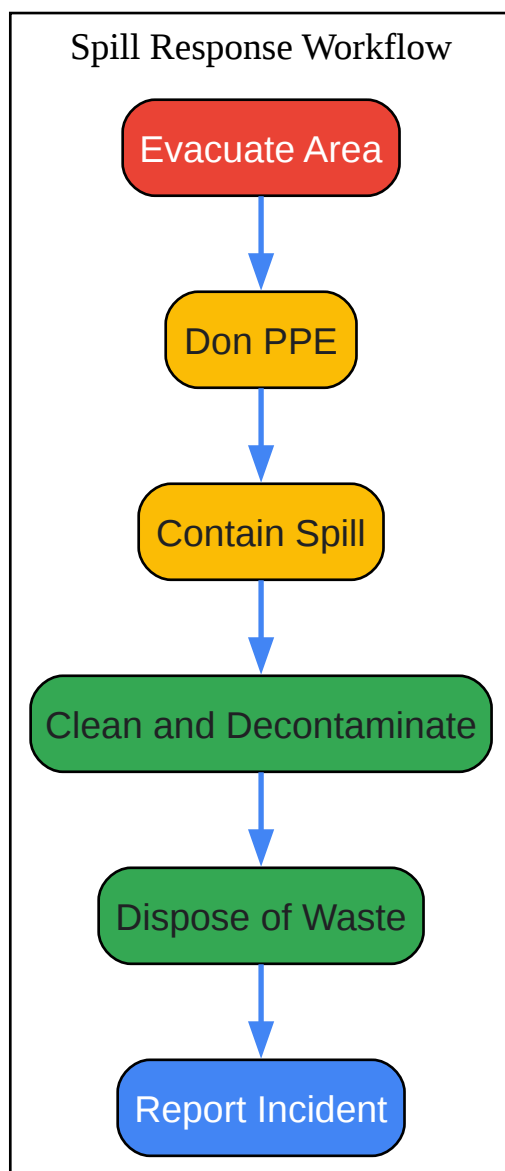 Spill Response Workflow
Evacuate Area
Don PPE
Contain Spill
Clean and Decontaminate
Dispose of Waste
Report Incident